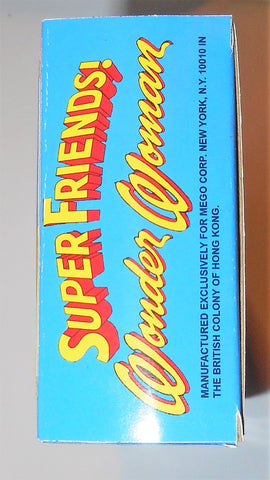 SUPER FRIENDS!
Wonder Woman
MANUFACTURED EXCLUSIVELY FOR MEGO CORP. NEW YORK, N.Y. 10010 IN
THE BRITISH COLONY OF HONG KONG.